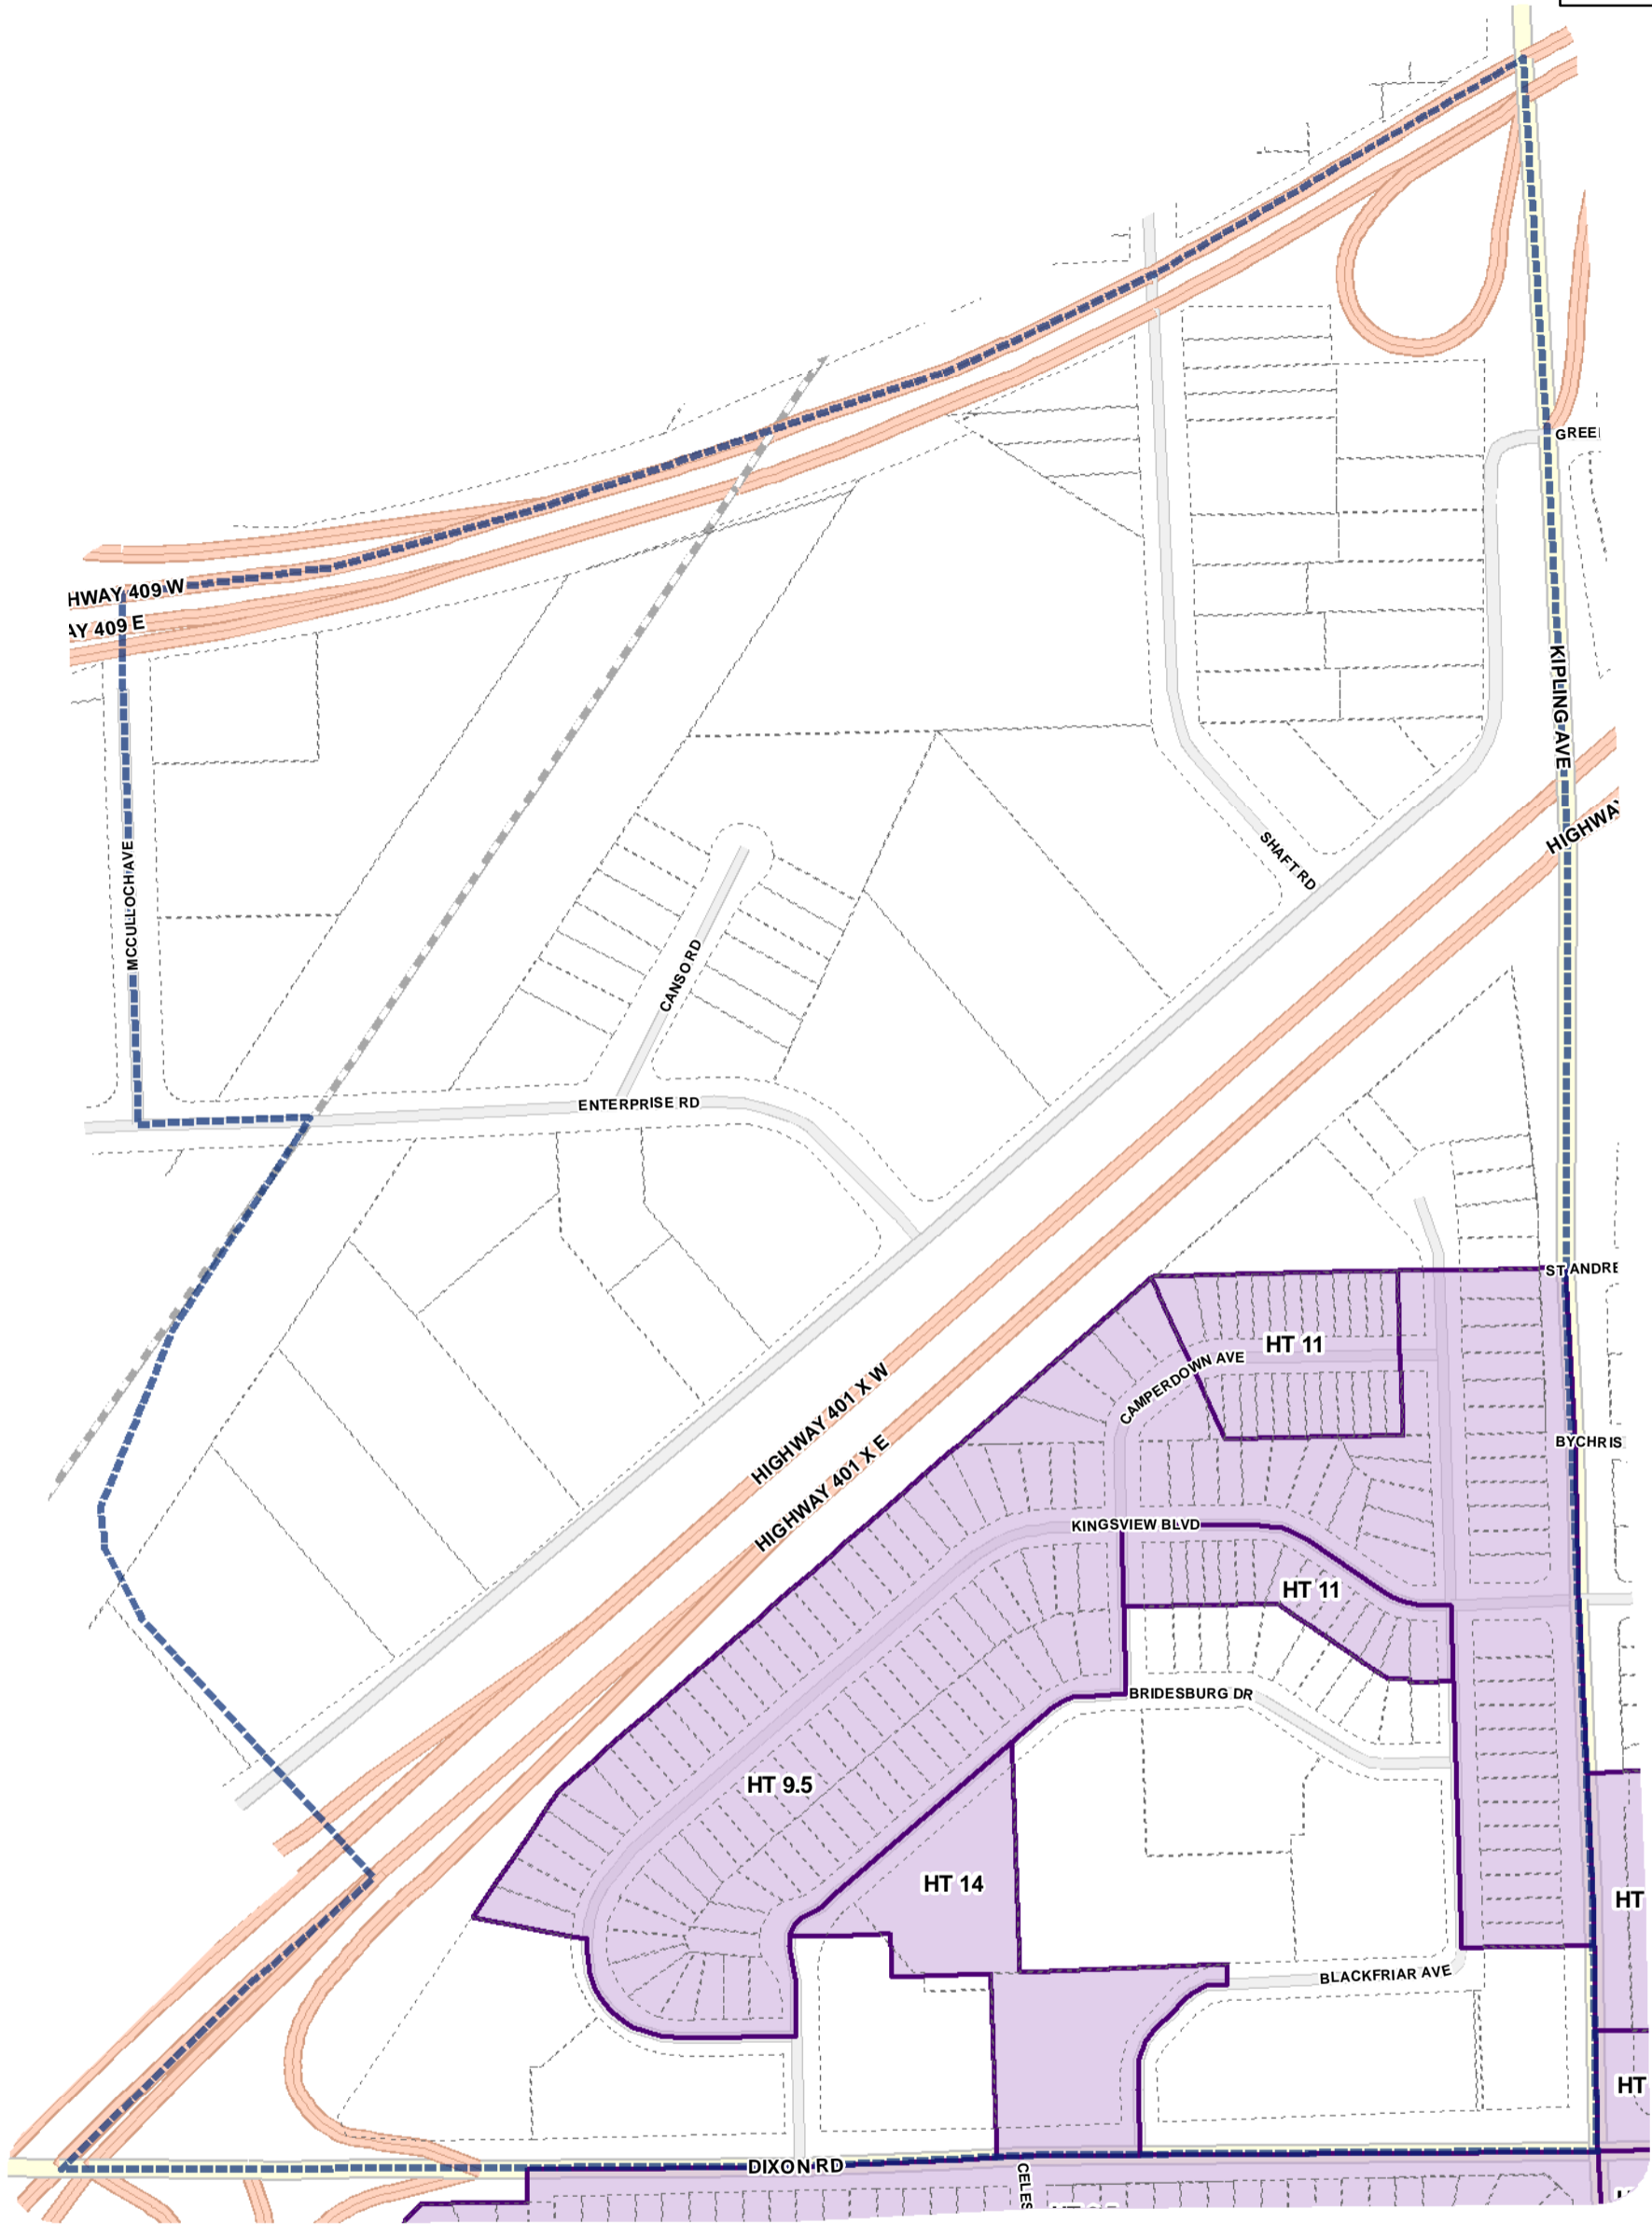 GREE
HWAY 409 W
AY 409 E
KIPLING AVE
HIGHWAY
SHAFT RD
MCCULLOCH AVE
CANSO RD
ENTERPRISE RD
ST ANDRE
HT 11
CAMPERDOWN AVE
HIGHWAY 401 X W
HIGHWAY 401 X E
BYCHRIS
KINGSVIEW BLVD
HT 11
BRIDESBURG DR
HT 9.5
HT 14
HT
BLACKFRIAR AVE
HT
DIXON RD
CELES